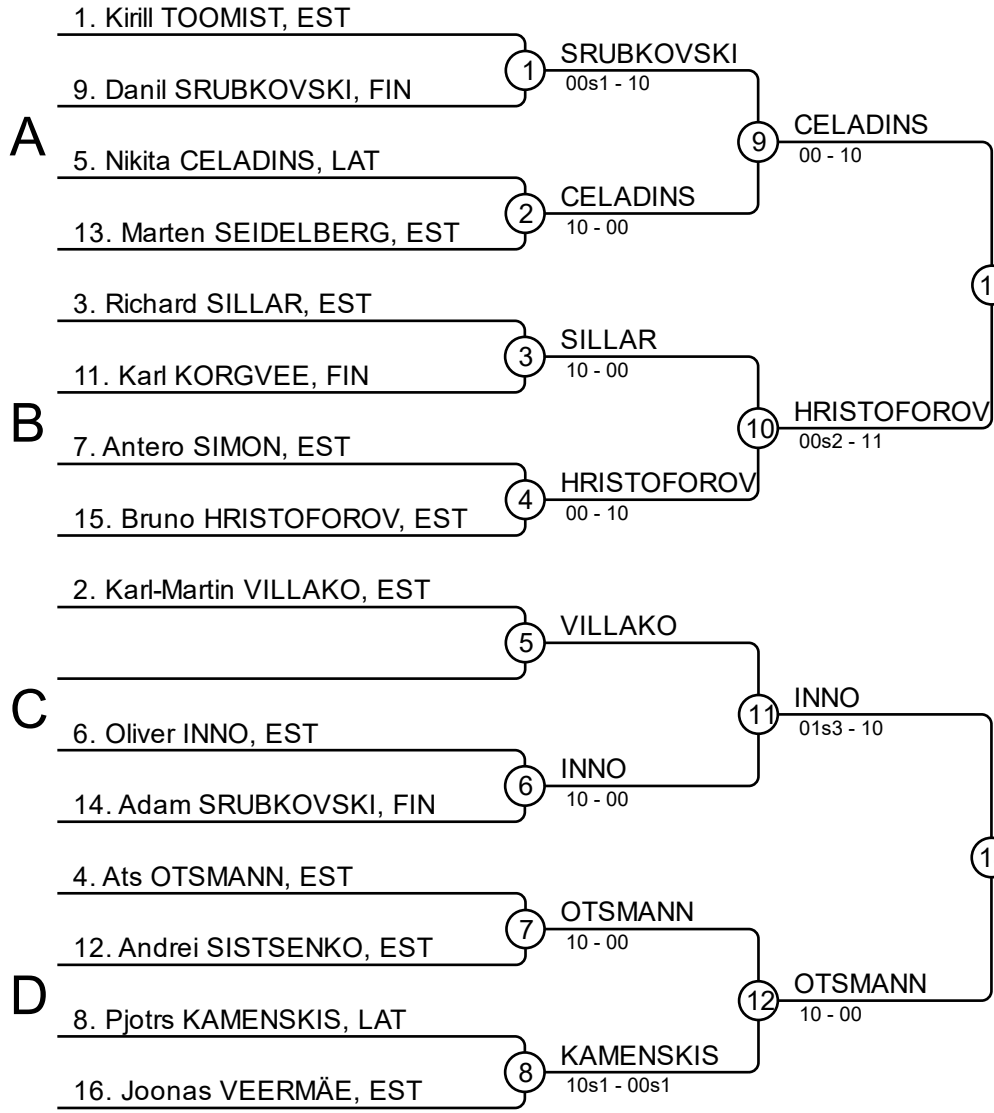 1. Kirill TOOMIST, EST
SRUBKOVSKI
1
00s1 - 10
9. Danil SRUBKOVSKI, FIN
A
CELADINS
9
00 - 10
5. Nikita CELADINS, LAT
CELADINS
2
10 - 00
13. Marten SEIDELBERG, EST
1
3. Richard SILLAR, EST
SILLAR
3
10 - 00
11. Karl KORGVEE, FIN
B
HRISTOFOROV
10
00s2 - 11
7. Antero SIMON, EST
HRISTOFOROV
4
00 - 10
15. Bruno HRISTOFOROV, EST
2. Karl-Martin VILLAKO, EST
VILLAKO
5
C
INNO
11
01s3 - 10
6. Oliver INNO, EST
INNO
6
10 - 00
14. Adam SRUBKOVSKI, FIN
1
4. Ats OTSMANN, EST
OTSMANN
7
10 - 00
12. Andrei SISTSENKO, EST
D
OTSMANN
12
10 - 00
8. Pjotrs KAMENSKIS, LAT
KAMENSKIS
8
10s1 - 00s1
16. Joonas VEERMÄE, EST